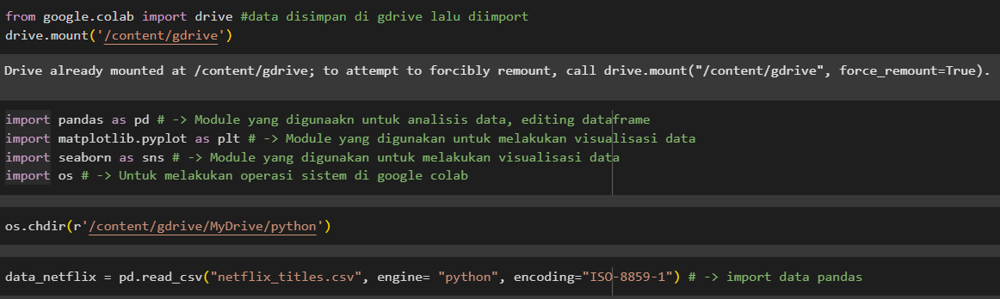 from google.colab import drive #data disimpan di gdrive lalu diimport
drive.mount('/content/gdrive')
Drive already mounted at /content/gdrive; to attempt to forcibly remount, call drive.mount("/content/gdrive", force_remount=True).
import pandas as pd # -> Module yang digunaakn untuk analisis data, editing dataframe
import matplotlib.pyplot as plt # -> Module yang digunakan untuk melakukan visualisasi data
import seaborn as sns # -> Module yang digunakan untuk melakukan visualisasi data
import os # -> Untuk melakukan operasi sistem di google colab
os.chdir(r'/content/gdrive/MyDrive/python')
data_netflix = pd.read_csv("netflix_titles.csv", engine= "python", encoding="ISO-8859-1") # -> import data pandas